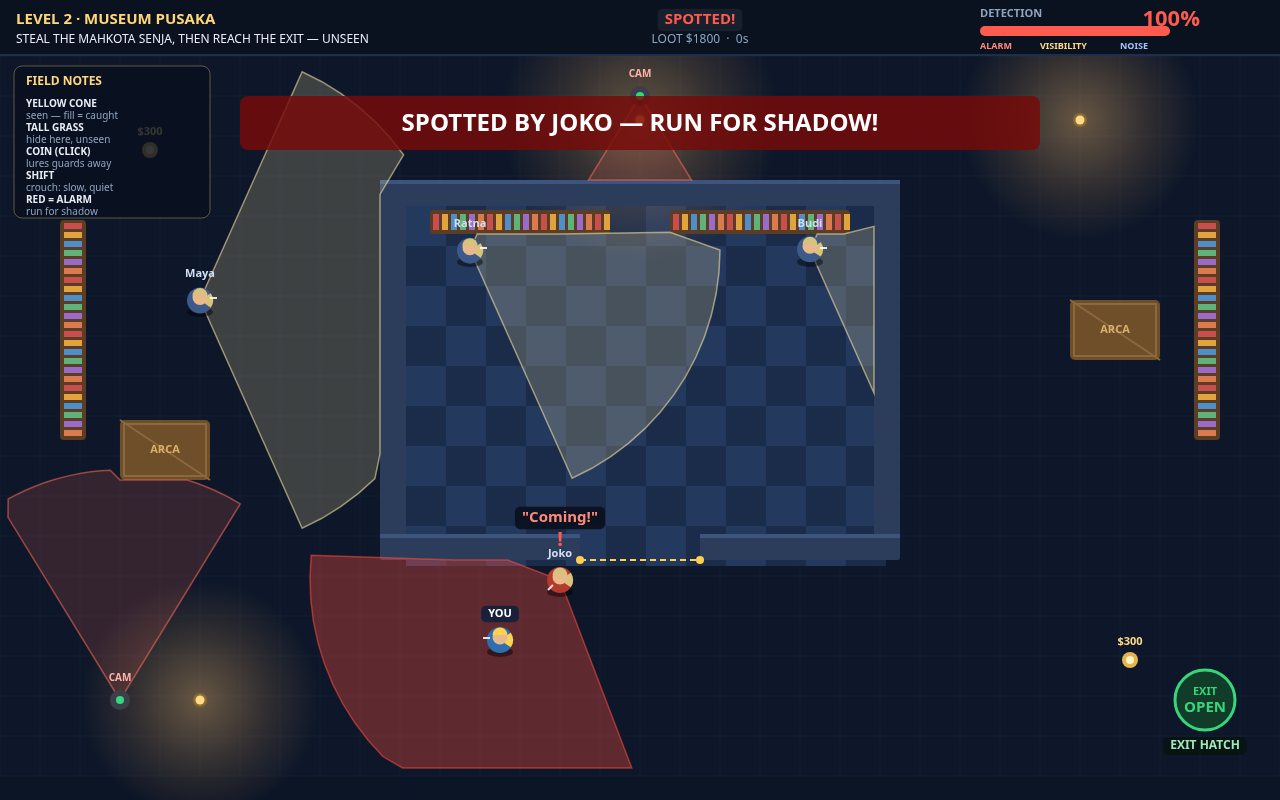 LEVEL 2 · MUSEUM PUSAKA
STEAL THE MAHKOTA SENJA, THEN REACH THE EXIT — UNSEEN
SPOTTED!
LOOT $1800 · 0s
DETECTION
100%
ALARM VISIBILITY NOISE
FIELD NOTES
YELLOW CONE
seen — fill = caught
TALL GRASS
hide here, unseen
COIN (CLICK)
lures guards away
SHIFT
crouch: slow, quiet
RED = ALARM
run for shadow
$300
CAM
SPOTTED BY JOKO — RUN FOR SHADOW!
Ratna
Budi
Maya
ARCA
ARCA
"Coming!"
!
Joko
YOU
CAM
$300
EXIT
OPEN
EXIT HATCH